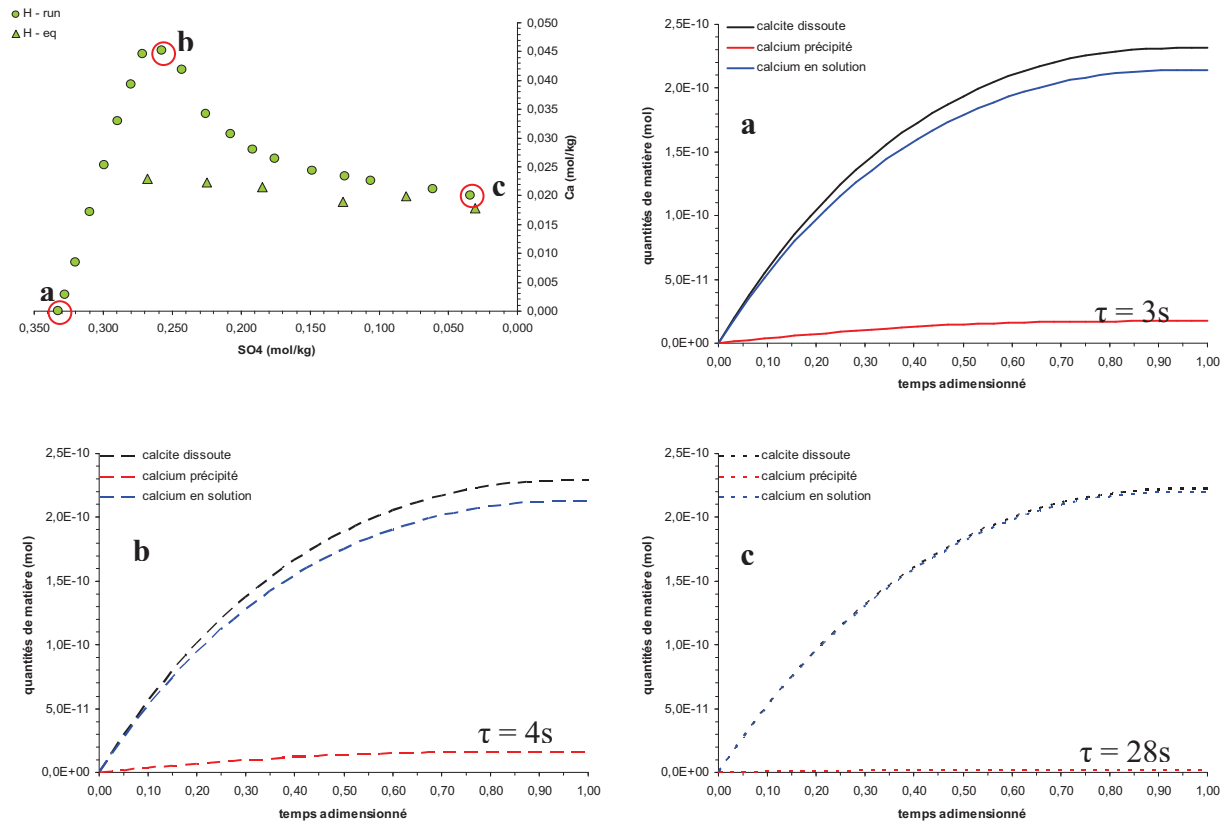 H - run
H - eq
b
c
a
0,050
0,045
0,040
0,035
0,030
0,025
0,020
0,015
0,010
0,005
0,000
Ca (mol/kg)
0,350 0,300 0,250 0,200 0,150 0,100 0,050 0,000
SO4 (mol/kg)
2,5E-10
2,0E-10
1,5E-10
1,0E-10
5,0E-11
0,0E+00
quantités de matière (mol)
calcite dissoute
calcium précipité
calcium en solution
a
τ = 3s
0,00 0,10 0,20 0,30 0,40 0,50 0,60 0,70 0,80 0,90 1,00
temps adimensionné
2,5E-10
2,0E-10
1,5E-10
1,0E-10
5,0E-11
0,0E+00
quantités de matière (mol)
calcite dissoute
calcium précipité
calcium en solution
b
τ = 4s
0,00 0,10 0,20 0,30 0,40 0,50 0,60 0,70 0,80 0,90 1,00
temps adimensionné
2,5E-10
2,0E-10
1,5E-10
1,0E-10
5,0E-11
0,0E+00
quantités de matière (mol)
calcite dissoute
calcium précipité
calcium en solution
c
τ = 28s
0,00 0,10 0,20 0,30 0,40 0,50 0,60 0,70 0,80 0,90 1,00
temps adimensionné